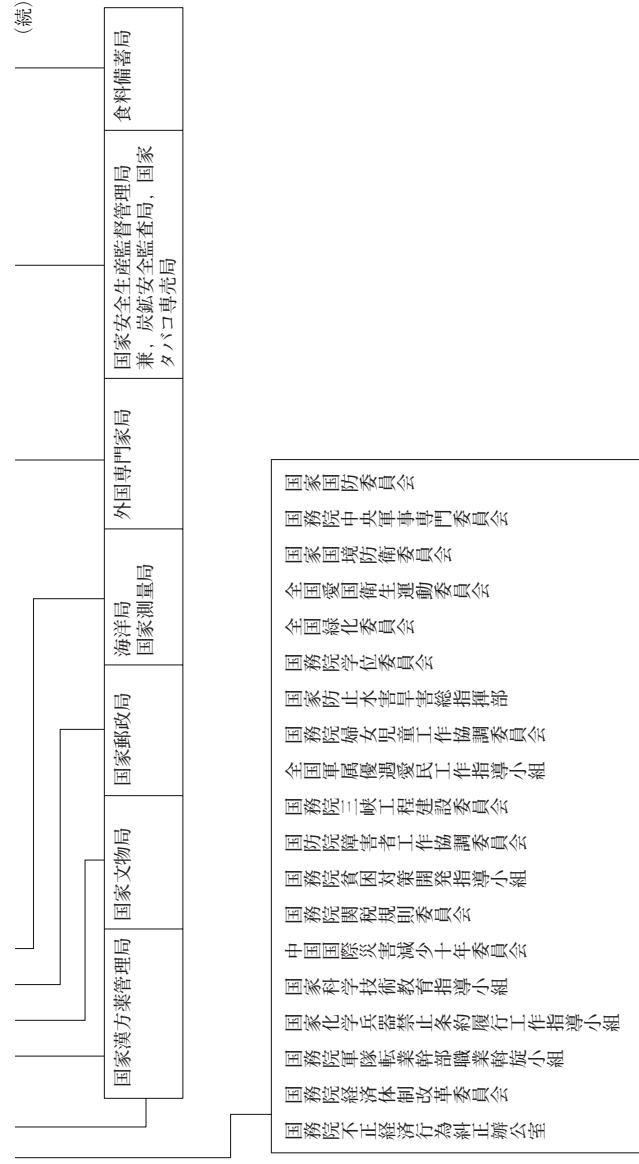 (続)
国家漢方薬管理局
国家文物局
国家郵政局
海洋局
国家測量局
外国専門家局
国家安全生産監督管理局
兼，炭鉱安全監査局，国家
タバコ専売局
食料備蓄局
国家国防委員会
国務院中央軍事専門委員会
国家国境防衛委員会
全国愛国衛生運動委員会
全国緑化委員会
国務院学位委員会
国家防止水害旱害総指揮部
国務院婦女児童工作協調委員会
全国軍属優遇愛民工作指導小組
国務院三峡工程建設委員会
国防院障害者工作協調委員会
国務院貧困対策開発指導小組
国務院関税規則委員会
中国国際災害減少十年委員会
国家科学技術教育指導小組
国家化学兵器禁止条約履行工作指導小組
国務院軍隊転業幹部職業斡旋小組
国務院経済体制改革委員会
国務院不正経済行為糾正辦公室